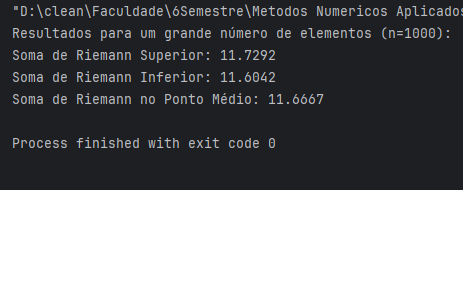 "D:\clean\Faculdade\6Semestre\Metodos Numericos Aplicados
Resultados para um grande número de elementos (n=1000):
Soma de Riemann Superior: 11.7292
Soma de Riemann Inferior: 11.6042
Soma de Riemann no Ponto Médio: 11.6667
Process finished with exit code 0